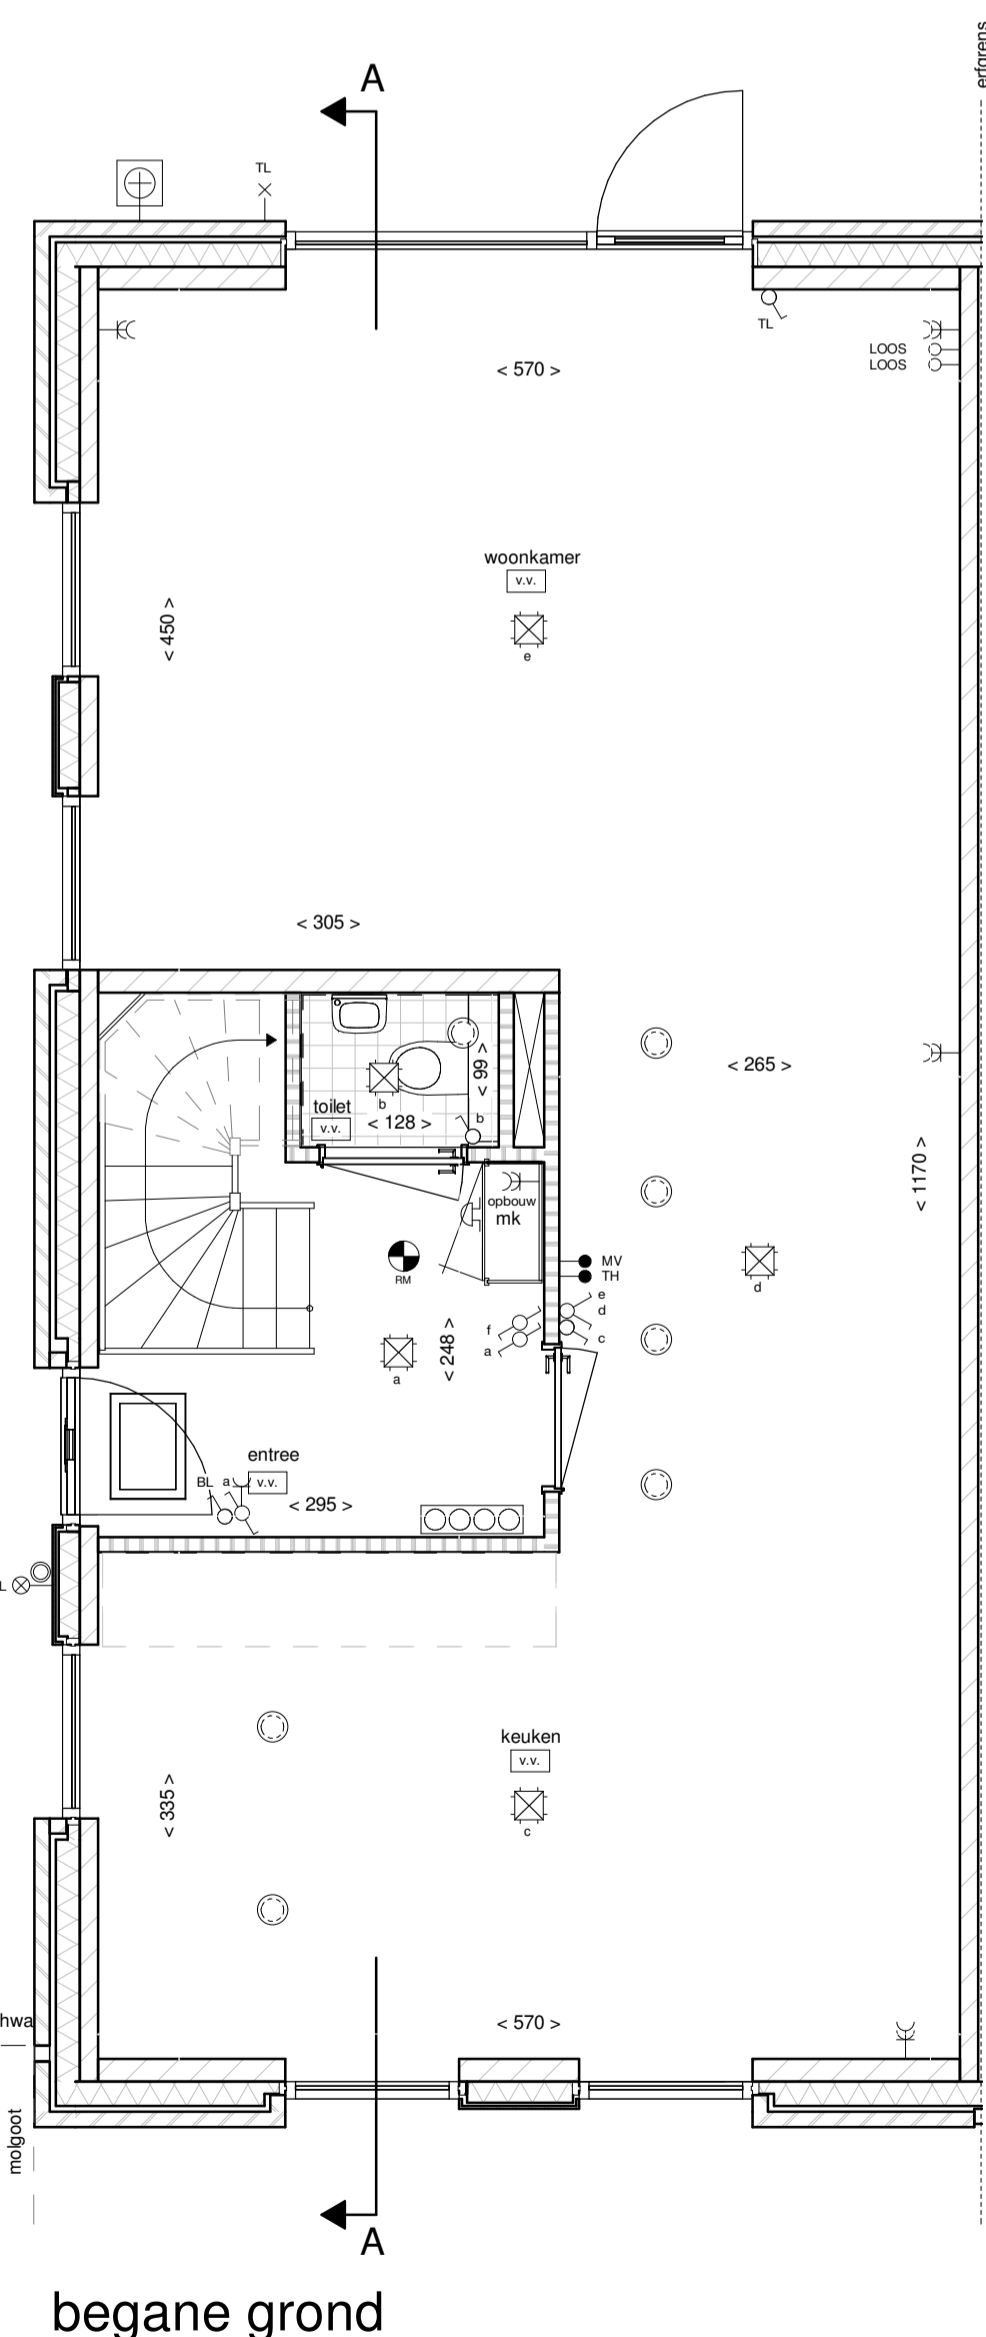 erfgrens
A
TL
TL
LOOS
LOOS
< 570 >
woonkamer
v.v.
e
< 450 >
< 305 >
< 265 >
< 99 >
b
toilet
v.v.
< 128 >
b
< 1170 >
opbouw
mk
RM
MV
TH
e
d
c
d
f
a
< 248 >
a
entree
BL
a
v.v.
< 295 >
L
keuken
v.v.
c
< 335 >
hwa
< 570 >
molgoot
A
begane grond